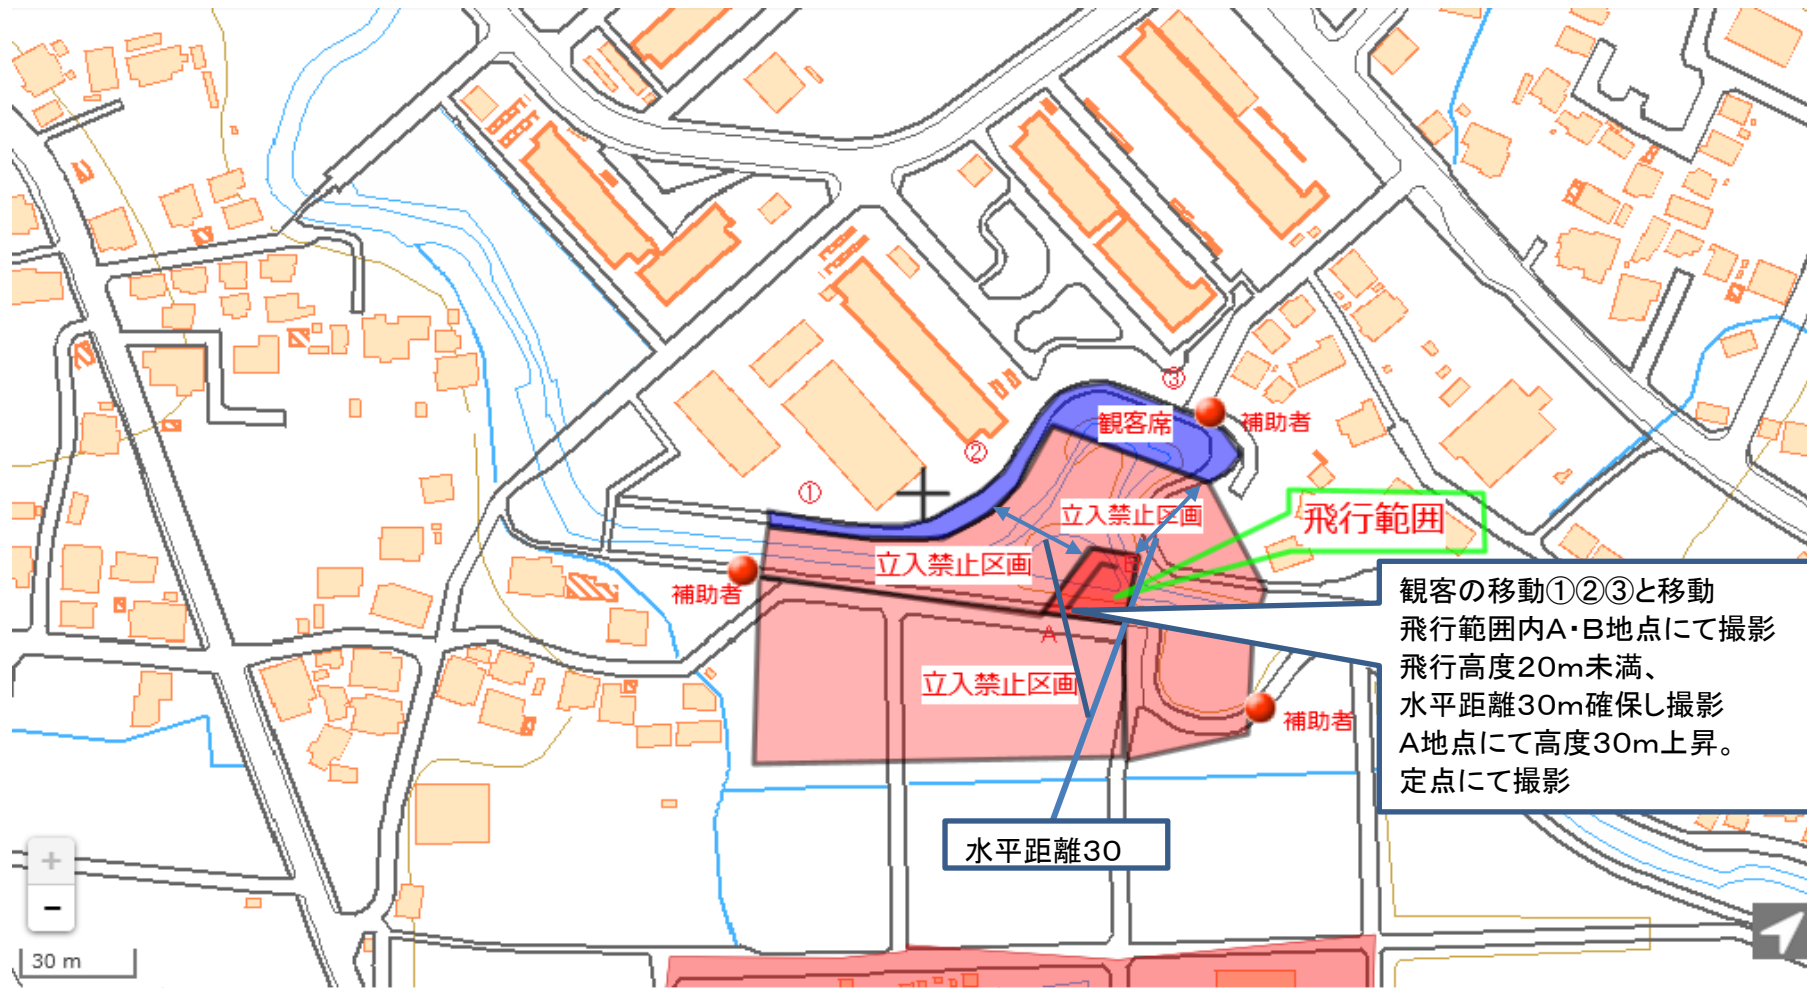 ③
観客席
補助者
②
①
立入禁止区画
飛行範囲
立入禁止区画
B
補助者
観客の移動①②③と移動
飛行範囲内A・B地点にて撮影
飛行高度20m未満、
水平距離30m確保し撮影
A地点にて高度30m上昇。
定点にて撮影
A
立入禁止区画
補助者
水平距離30
+
−
30 m